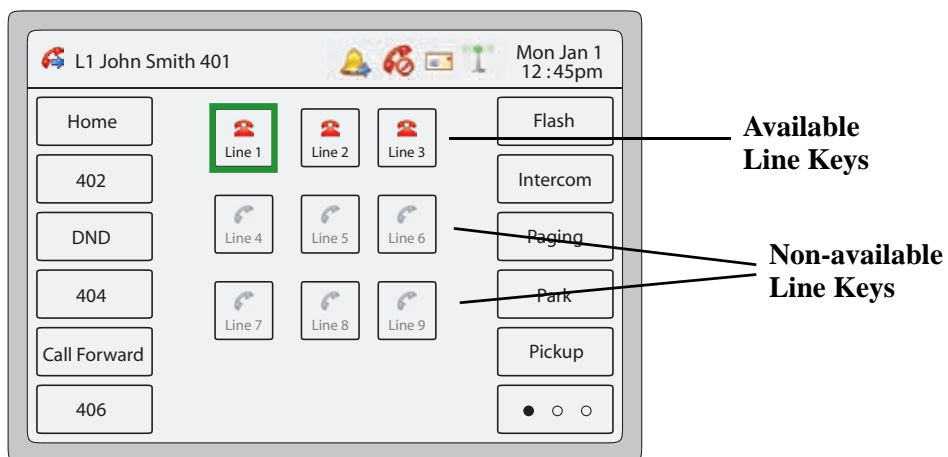 L1 John Smith 401
Mon Jan 1
12 :45pm
Home
402
DND
404
Call Forward
406
Line 1
Line 2
Line 3
Line 4
Line 5
Line 6
Line 7
Line 8
Line 9
Flash
Intercom
Paging
Park
Pickup
Available
Line Keys
Non-available
Line Keys